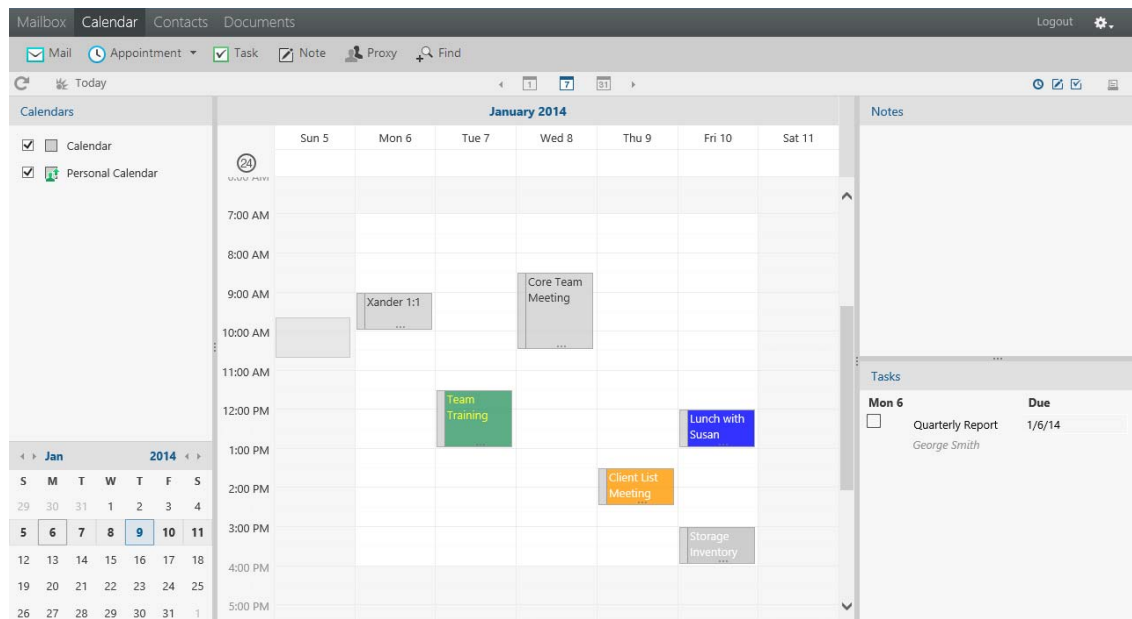 Mailbox Calendar Contacts Documents Logout
Mail Appointment Task Note Proxy Find
Today 1 7 31
Calendars
Calendar
Personal Calendar
Jan 2014
S M T W T F S
29 30 31 1 2 3 4
5 6 7 8 9 10 11
12 13 14 15 16 17 18
19 20 21 22 23 24 25
26 27 28 29 30 31 1
January 2014
Sun 5 Mon 6 Tue 7 Wed 8 Thu 9 Fri 10 Sat 11
24
6:00 AM
7:00 AM
8:00 AM
9:00 AM
10:00 AM
11:00 AM
12:00 PM
1:00 PM
2:00 PM
3:00 PM
4:00 PM
5:00 PM
Xander 1:1
...
Team
Training
...
Core Team
Meeting
...
Client List
Meeting
...
Lunch with
Susan
...
Storage
Inventory
...
Notes
Tasks
Mon 6 Due
Quarterly Report 1/6/14
George Smith